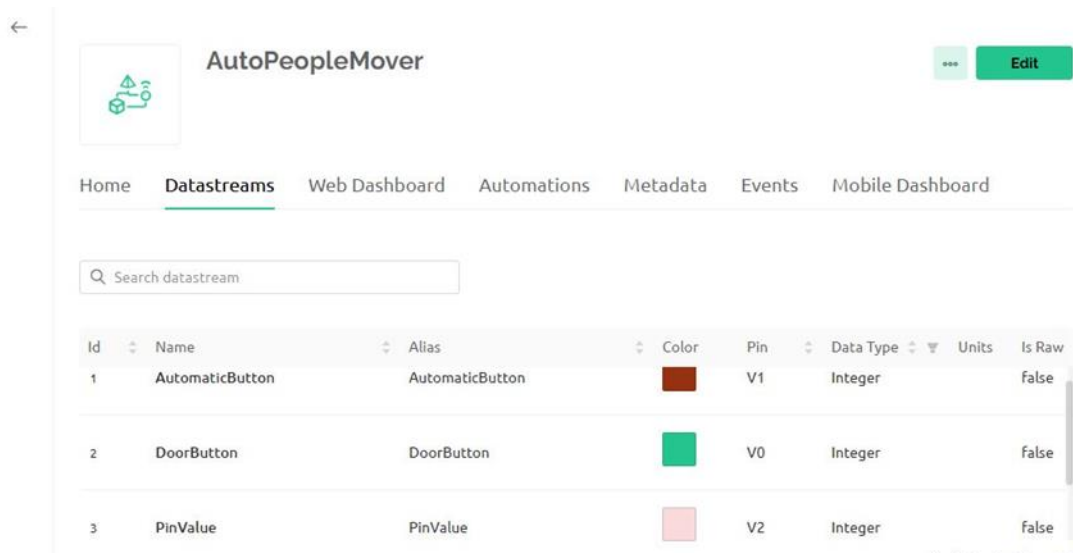 AutoPeopleMover
Edit
Home Datastreams Web Dashboard Automations Metadata Events Mobile Dashboard
Search datastream
Id Name Alias Color Pin Data Type Units Is Raw
1 AutomaticButton AutomaticButton V1 Integer false
2 DoorButton DoorButton V0 Integer false
3 PinValue PinValue V2 Integer false